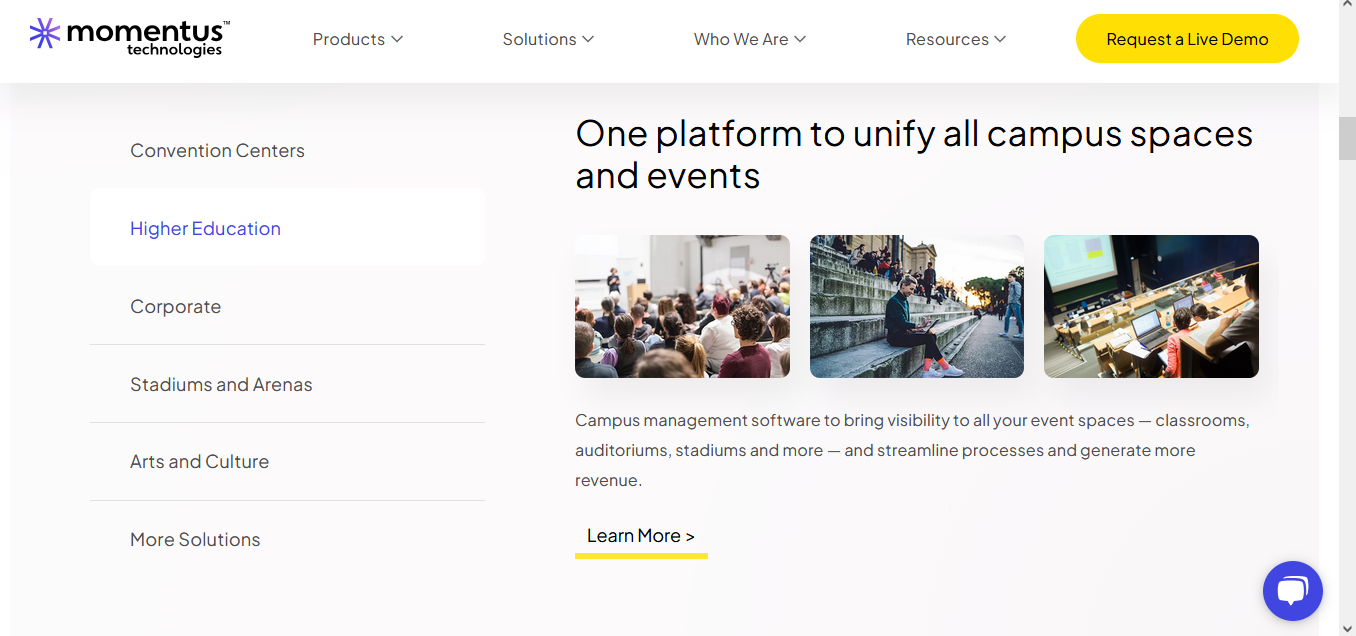 momentus™
technologies
Products
Solutions
Who We Are
Resources
Request a Live Demo
Convention Centers
Higher Education
Corporate
Stadiums and Arenas
Arts and Culture
More Solutions
One platform to unify all campus spaces
and events
Campus management software to bring visibility to all your event spaces — classrooms,
auditoriums, stadiums and more — and streamline processes and generate more
revenue.
Learn More >